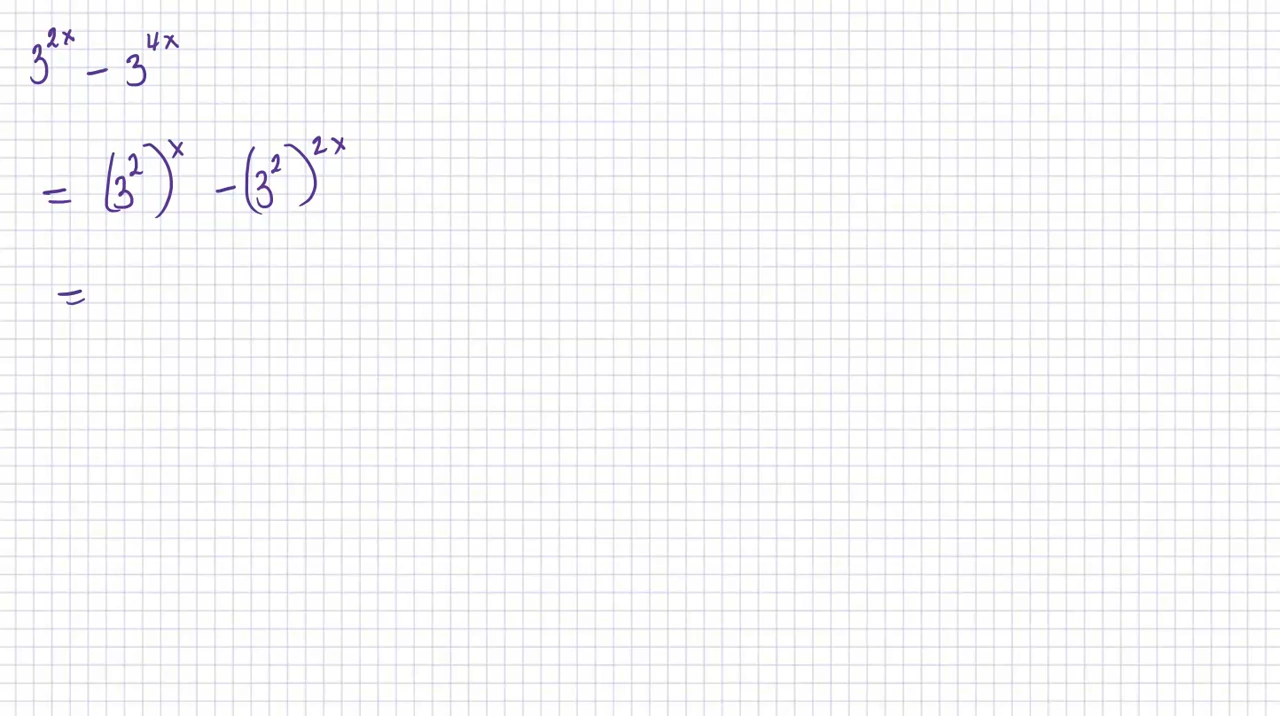 3^{2x} - 3^{4x}
= (3^2)^x - (3^2)^{2x}
=